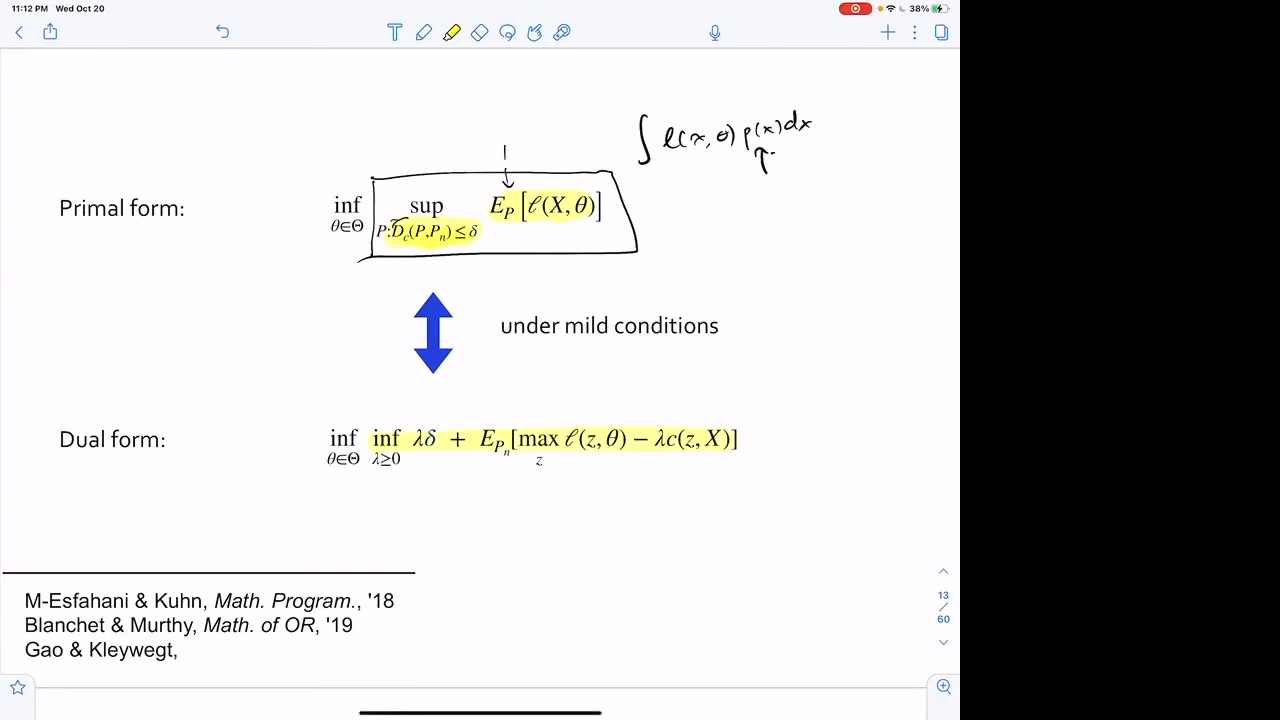 11:12 PM Wed Oct 20
38%
∫ ℓ(x, θ) p(x) dx
Primal form:
inf θ∈Θ sup P:D_c(P,P_n) ≤ δ E_P [ℓ(X, θ)]
under mild conditions
Dual form:
inf θ∈Θ inf λ≥0 λδ + E_{P_n}[max z ℓ(z, θ) − λc(z, X)]
M-Esfahani & Kuhn, Math. Program., '18
Blanchet & Murthy, Math. of OR, '19
Gao & Kleywegt,
13
/
60